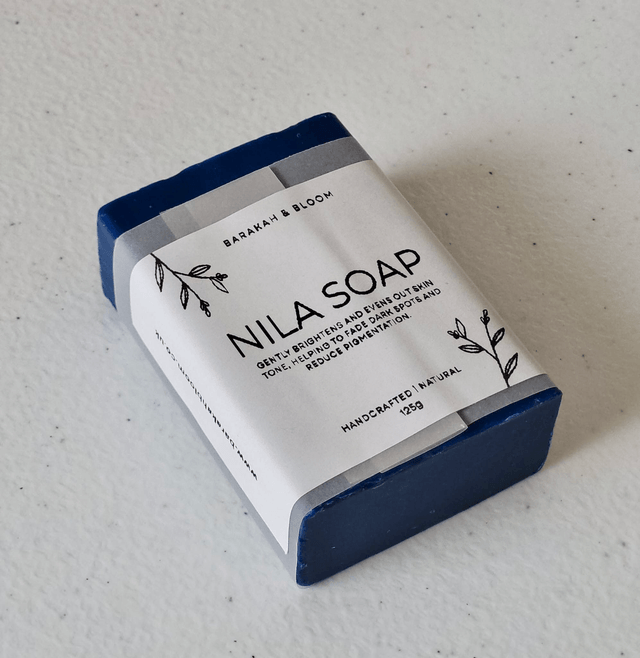 BARAKAH & BLOOM
NILA SOAP
GENTLY BRIGHTENS AND EVENS OUT SKIN
TONE, HELPING TO FADE DARK SPOTS AND
REDUCE PIGMENTATION.
HANDCRAFTED | NATURAL
125g